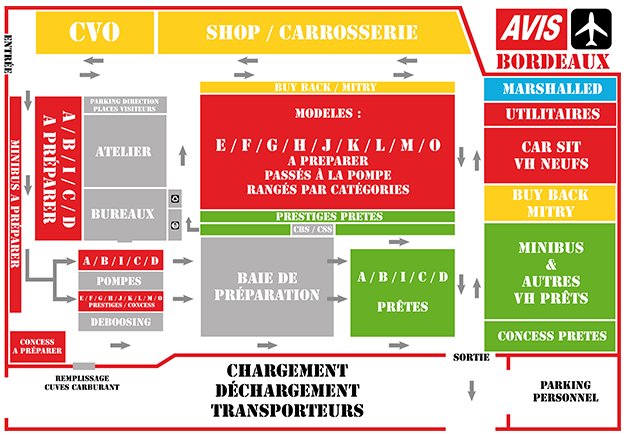 CVO
SHOP / CARROSSERIE
AVIS
BORDEAUX
ENTRÉE
BUY BACK / MITRY
MARSHALLED
UTILITAIRES
CAR SIT
VH NEUFS
BUY BACK
MITRY
MINIBUS
&
AUTRES
VH PRÊTS
CONCESS PRETES
MINIBUS A PRÉPARER
A / B / I / C / D
A PRÉPARER
PARKING DIRECTION
PLACES VISITEURS
ATELIER
BUREAUX
MODELES :
E / F / G / H / J / K / L / M / O
A PREPARER
PASSÉS À LA POMPE
RANGÉS PAR CATÉGORIES
PRESTIGES PRETES
CBS / CSS
A / B / I / C / D
POMPES
E / F / G / H / J / K / L / M / O
PRESTIGES / CONCESS
DEBOOSING
BAIE DE
PRÉPARATION
A / B / I / C / D
PRÊTES
CONCESS
A PRÉPARER
REMPLISSAGE
CUVES CARBURANT
CHARGEMENT
DÉCHARGEMENT
TRANSPORTEURS
SORTIE
PARKING
PERSONNEL